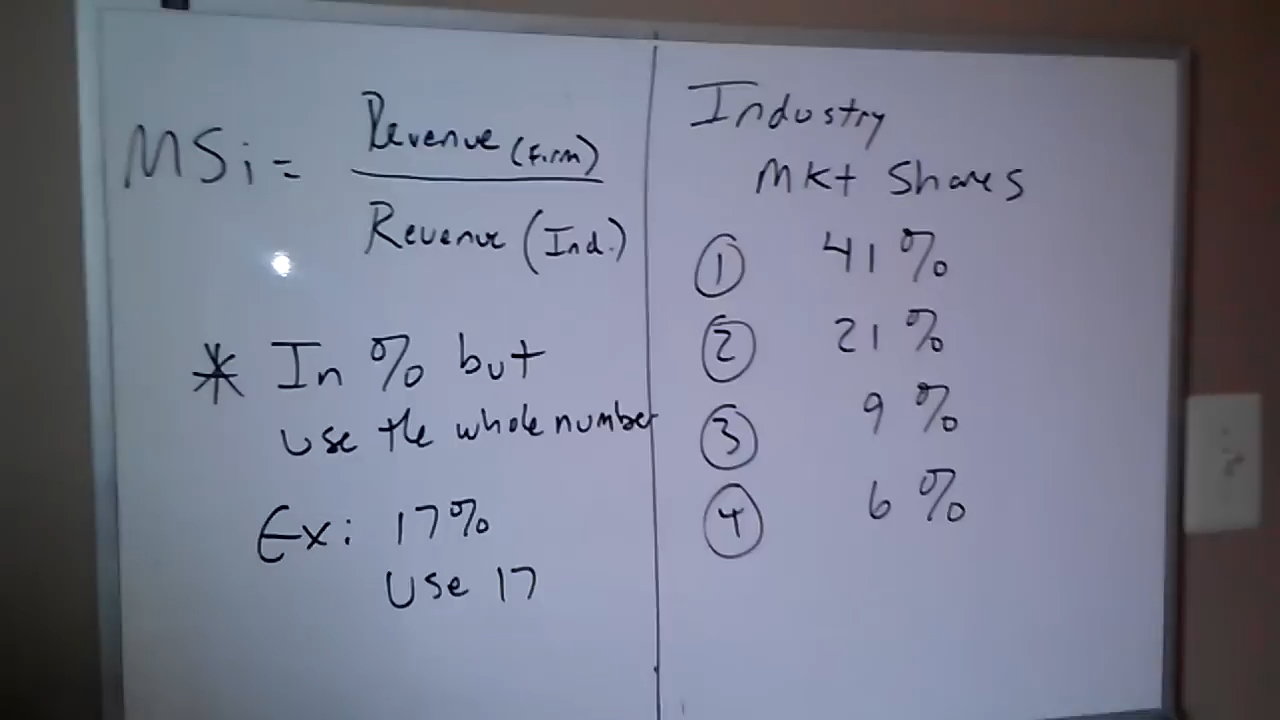 MSi = Revenue (Firm)
Revenue (Ind.)
* In % but
use the whole number
Ex: 17%
Use 17
Industry
Mkt Shares
1 41%
2 21%
3 9%
4 6%